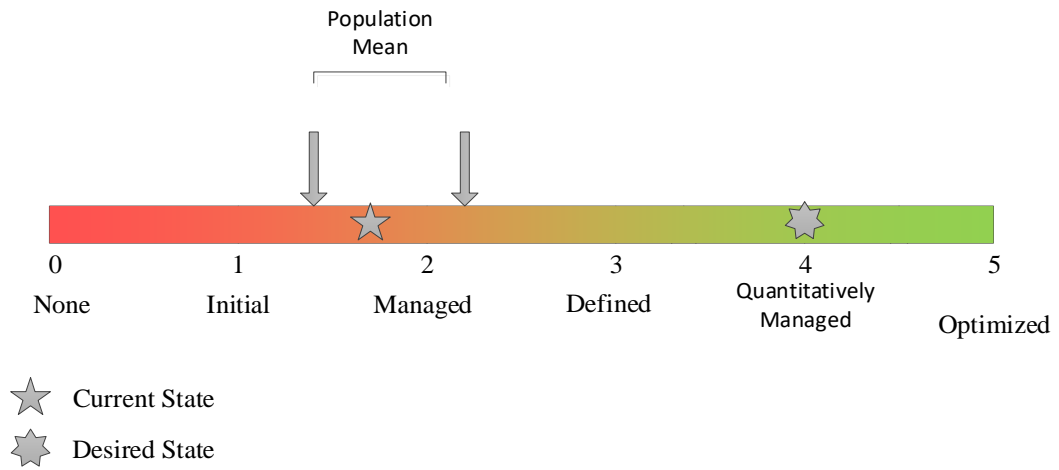 Population
Mean
0 1 2 3 4 5
None Initial Managed Defined Quantitatively
Managed
Optimized
Current State
Desired State